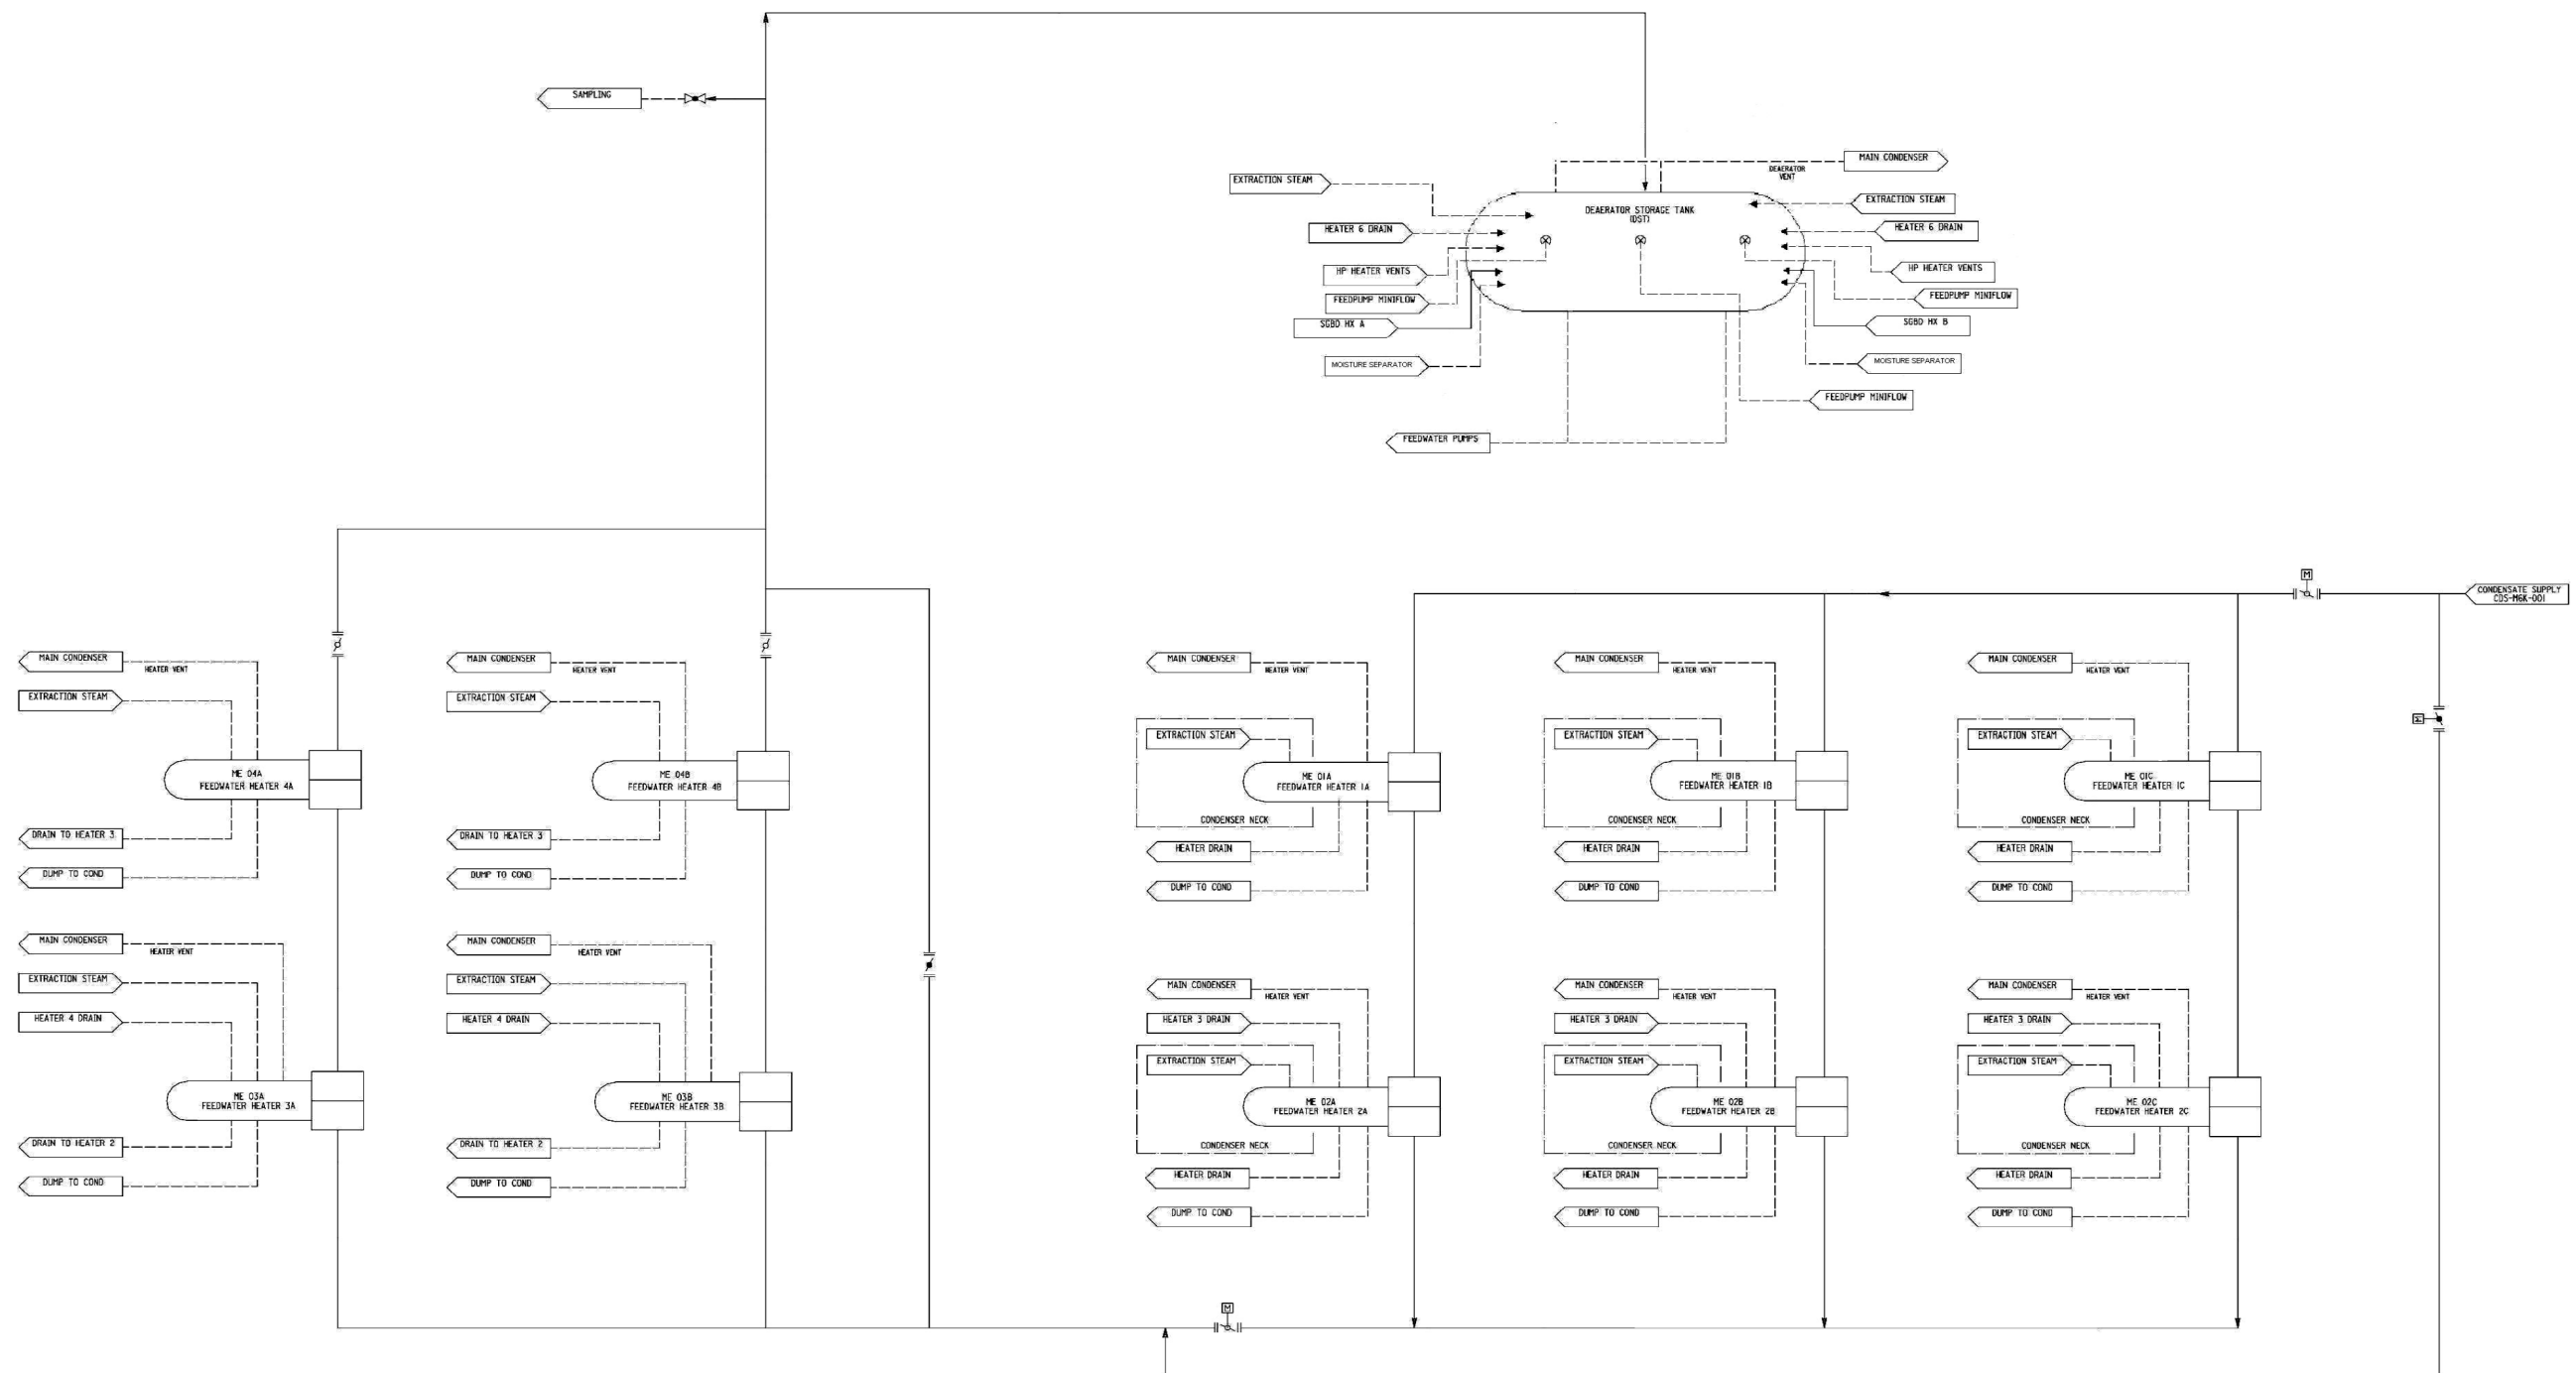 SAMPLING
MAIN CONDENSER
DEAERATOR
VENT
EXTRACTION STEAM
EXTRACTION STEAM
DEAERATOR STORAGE TANK
(DST)
HEATER 6 DRAIN
HEATER 6 DRAIN
HP HEATER VENTS
HP HEATER VENTS
FEEDPUMP MINIFLOW
FEEDPUMP MINIFLOW
SGBD HX A
SGBD HX B
MOISTURE SEPARATOR
MOISTURE SEPARATOR
FEEDPUMP MINIFLOW
FEEDWATER PUMPS
M
CONDENSATE SUPPLY
CDS-M6K-001
M
MAIN CONDENSER
HEATER VENT
EXTRACTION STEAM
ME 04A
FEEDWATER HEATER 4A
DRAIN TO HEATER 3
DUMP TO COND
MAIN CONDENSER
HEATER VENT
EXTRACTION STEAM
ME 04B
FEEDWATER HEATER 4B
DRAIN TO HEATER 3
DUMP TO COND
MAIN CONDENSER
HEATER VENT
EXTRACTION STEAM
ME 01A
FEEDWATER HEATER 1A
CONDENSER NECK
HEATER DRAIN
DUMP TO COND
MAIN CONDENSER
HEATER VENT
EXTRACTION STEAM
ME 01B
FEEDWATER HEATER 1B
CONDENSER NECK
HEATER DRAIN
DUMP TO COND
MAIN CONDENSER
HEATER VENT
EXTRACTION STEAM
ME 01C
FEEDWATER HEATER 1C
CONDENSER NECK
HEATER DRAIN
DUMP TO COND
MAIN CONDENSER
HEATER VENT
EXTRACTION STEAM
HEATER 4 DRAIN
ME 03A
FEEDWATER HEATER 3A
DRAIN TO HEATER 2
DUMP TO COND
MAIN CONDENSER
HEATER VENT
EXTRACTION STEAM
HEATER 4 DRAIN
ME 03B
FEEDWATER HEATER 3B
DRAIN TO HEATER 2
DUMP TO COND
MAIN CONDENSER
HEATER VENT
HEATER 3 DRAIN
EXTRACTION STEAM
ME 02A
FEEDWATER HEATER 2A
CONDENSER NECK
HEATER DRAIN
DUMP TO COND
MAIN CONDENSER
HEATER VENT
HEATER 3 DRAIN
EXTRACTION STEAM
ME 02B
FEEDWATER HEATER 2B
CONDENSER NECK
HEATER DRAIN
DUMP TO COND
MAIN CONDENSER
HEATER VENT
HEATER 3 DRAIN
EXTRACTION STEAM
ME 02C
FEEDWATER HEATER 2C
CONDENSER NECK
HEATER DRAIN
DUMP TO COND
M